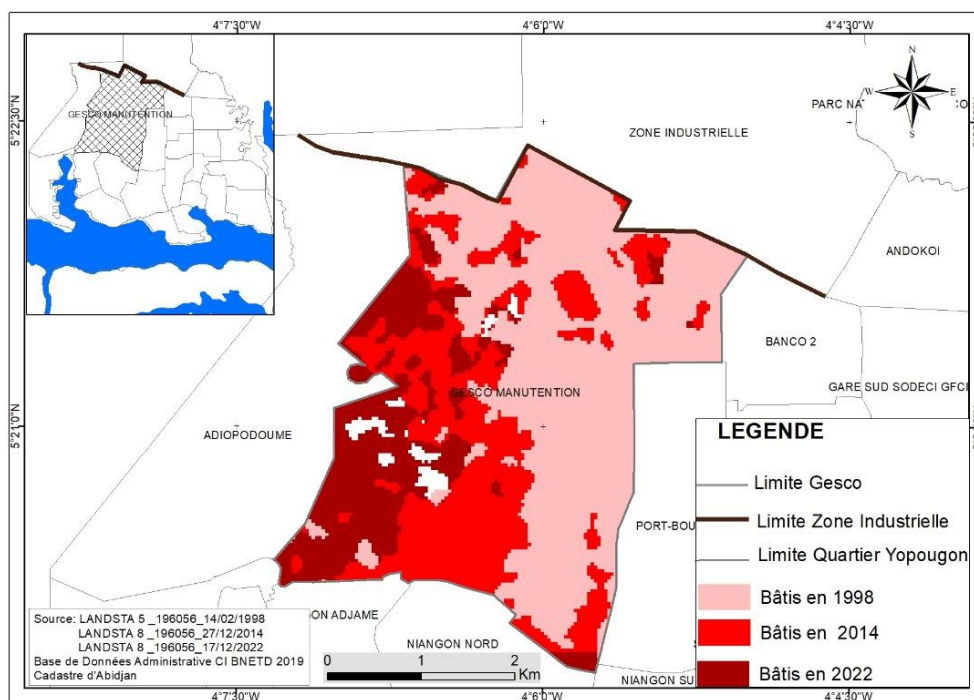 4°7'30"W 4°6'0"W 4°4'30"W
5°22'30"N
5°21'0"N
GESCO MANUTENTION
N
W E
S
PARC NA
ZONE INDUSTRIELLE
ANDOKOI
BANCO 2
GARE SUD SODECI GFCI
GESCO MANUTENTION
ADIOPODOUME
PORT-BOU
ON ADJAME
NIANGON NORD
NIANGON SU
LEGENDE
Limite Gesco
Limite Zone Industrielle
Limite Quartier Yopougon
Bâtis en 1998
Bâtis en 2014
Bâtis en 2022
Source: LANDSTA 5 _196056_14/02/1998
LANDSTA 8 _196056_27/12/2014
LANDSTA 8 _196056_17/12/2022
Base de Données Administrative CI BNETD 2019
Cadastre d'Abidjan
0 1 2
Km
4°7'30"W 4°6'0"W 4°4'30"W